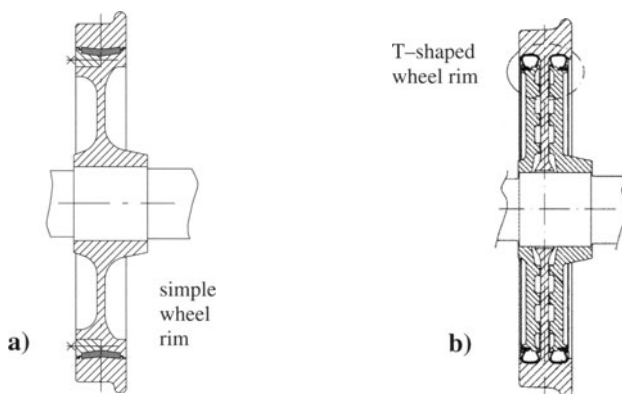 T–shaped
wheel rim
simple
wheel
rim
a)
b)